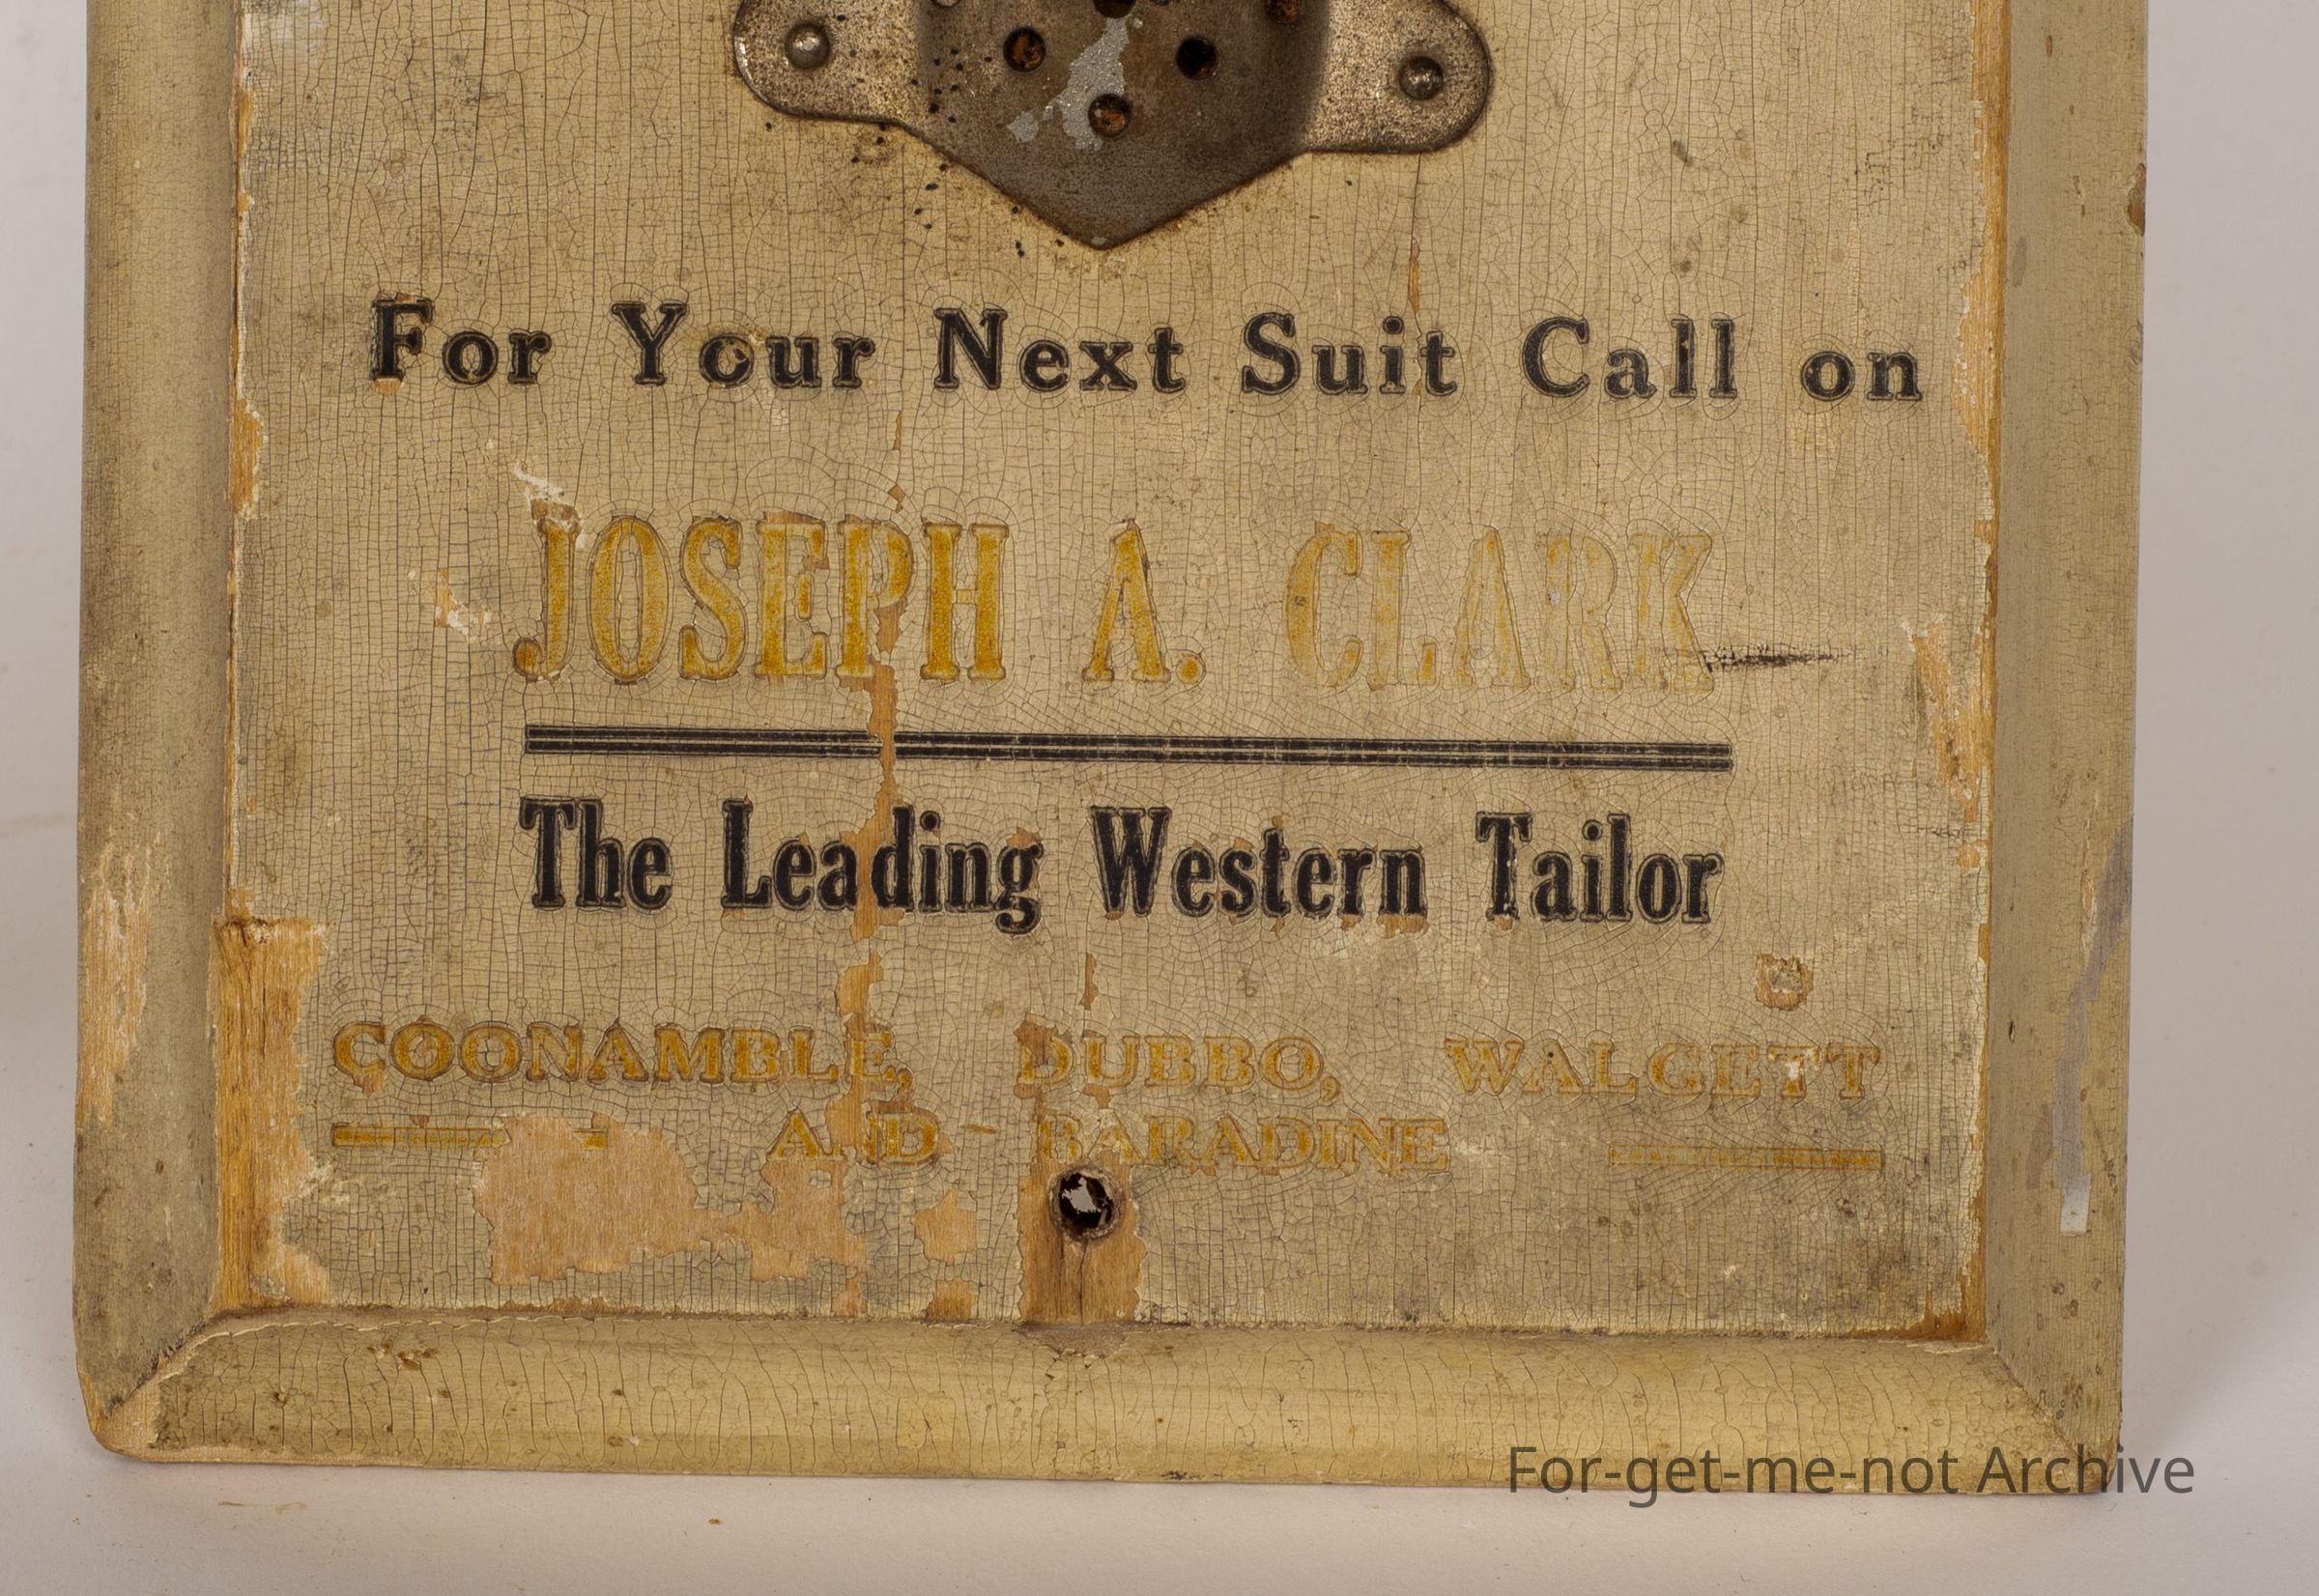 For Your Next Suit Call on
JOSEPH A. CLARK
The Leading Western Tailor
COONAMBLE, DUBBO, WALGETT
AND BARADINE
For-get-me-not Archive